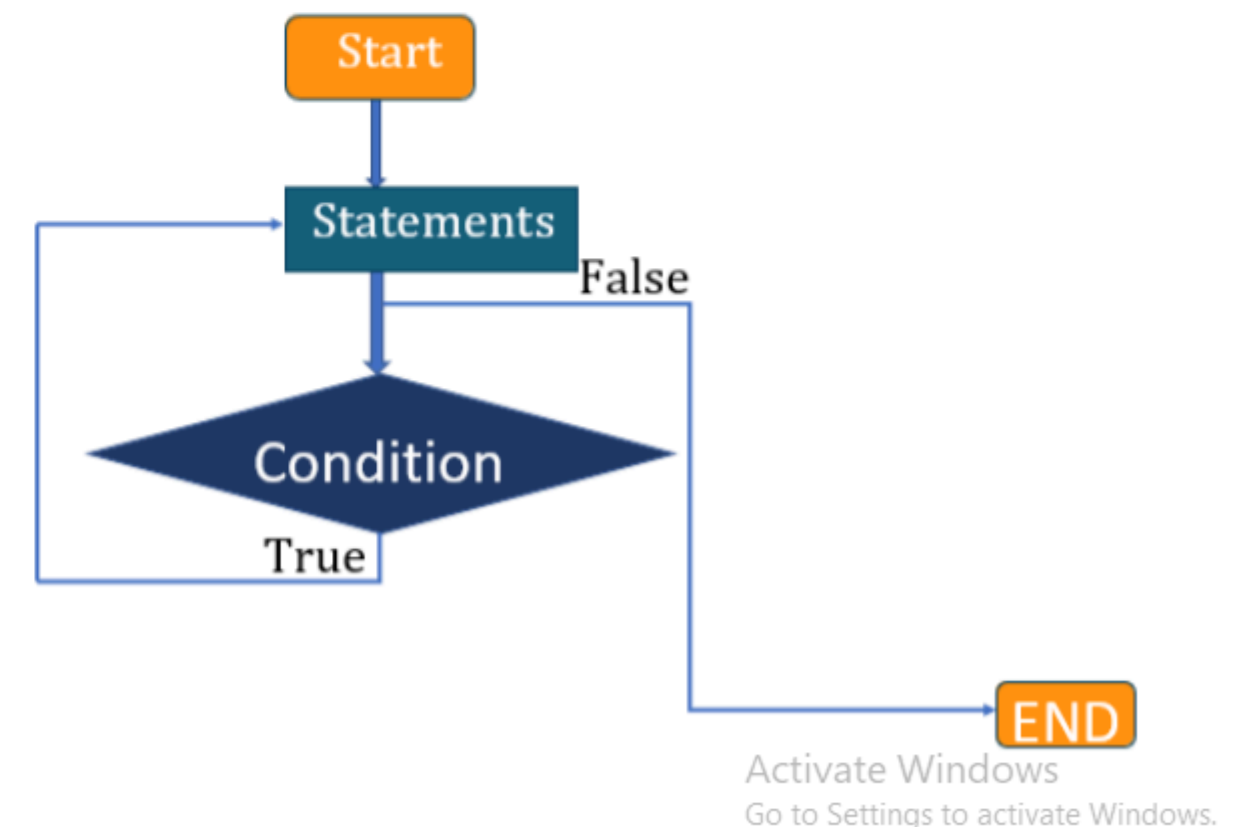 Start
Statements
False
Condition
True
END
Activate Windows
Go to Settings to activate Windows.